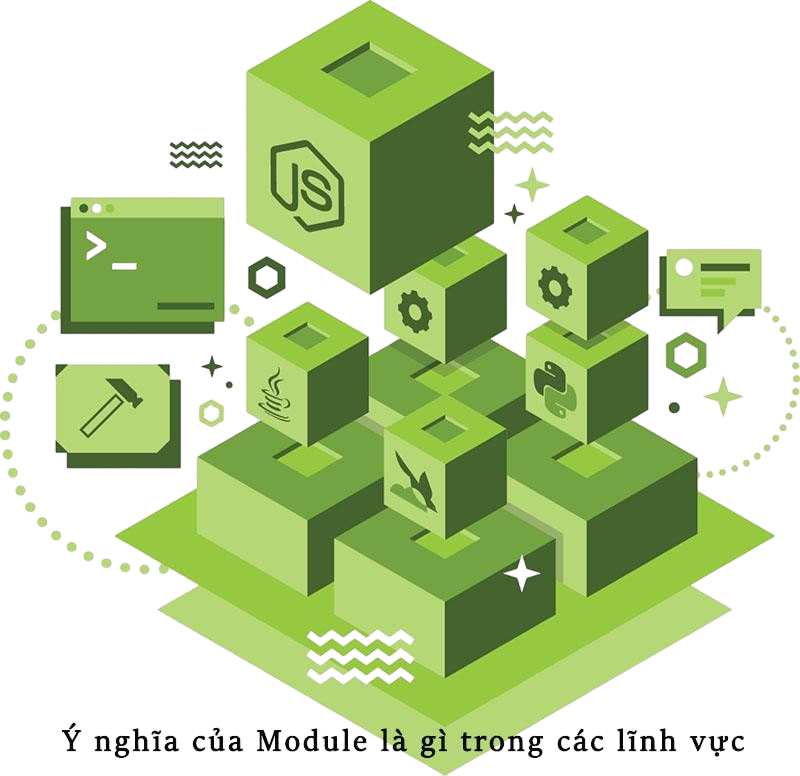 JS
>_
Ý nghĩa của Module là gì trong các lĩnh vực